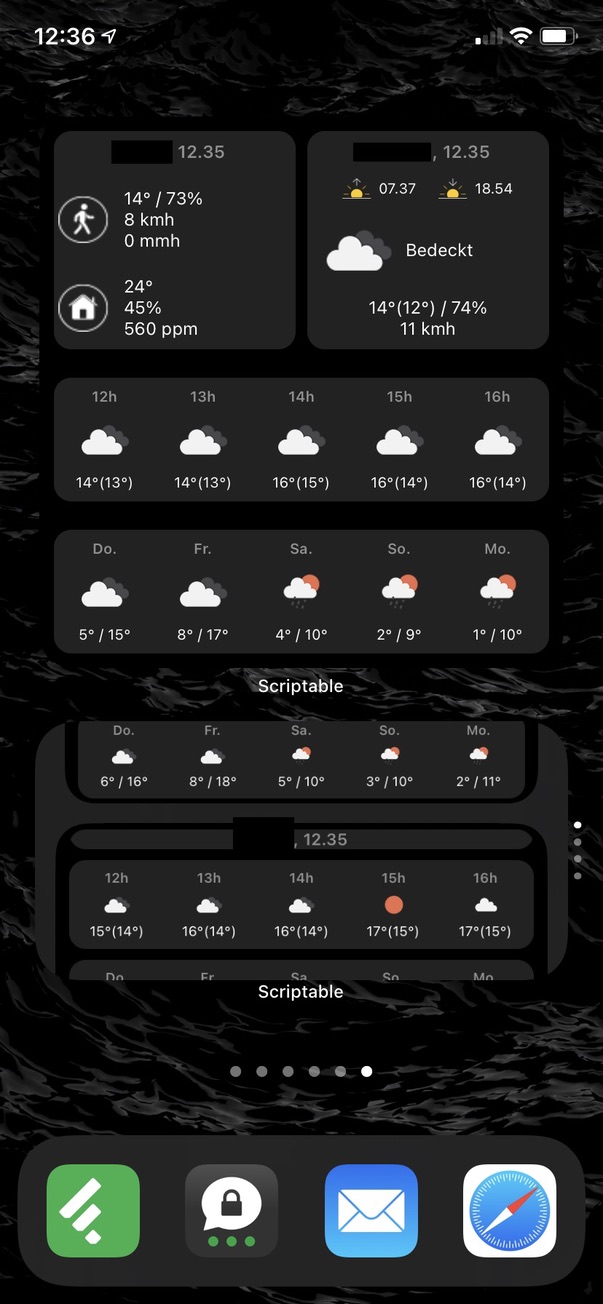 12:36
12.35
14° / 73%
8 kmh
0 mmh
24°
45%
560 ppm
, 12.35
07.37 18.54
Bedeckt
14°(12°) / 74%
11 kmh
12h 13h 14h 15h 16h
14°(13°) 14°(13°) 16°(15°) 16°(14°) 16°(14°)
Do. Fr. Sa. So. Mo.
5° / 15° 8° / 17° 4° / 10° 2° / 9° 1° / 10°
Scriptable
Do. Fr. Sa. So. Mo.
6° / 16° 8° / 18° 5° / 10° 3° / 10° 2° / 11°
, 12.35
12h 13h 14h 15h 16h
15°(14°) 16°(14°) 16°(14°) 17°(15°) 17°(15°)
Do. Fr. Sa. So. Mo.
Scriptable